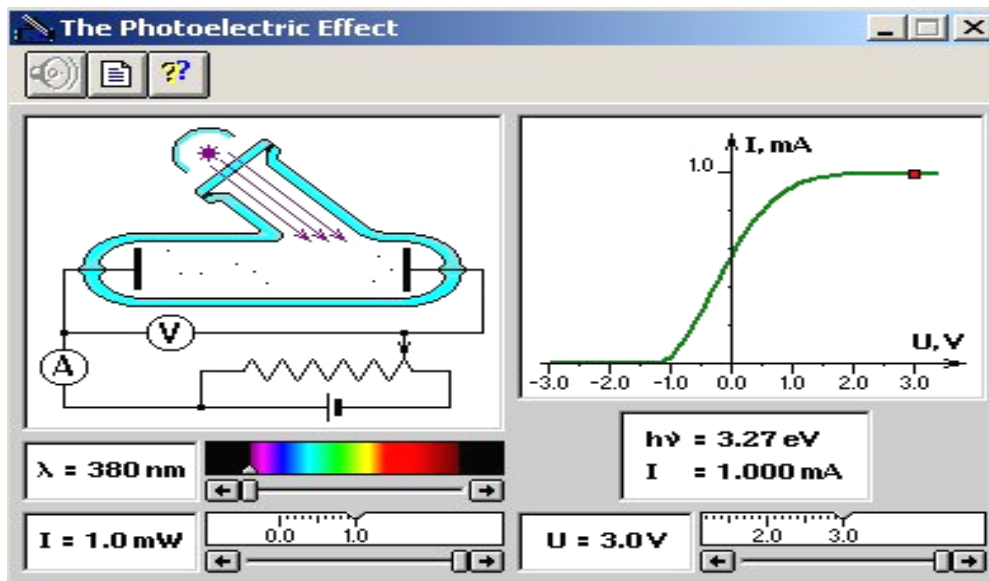 The Photoelectric Effect
??
V
A
I, mA
1.0
U, V
-3.0 -2.0 -1.0 0.0 1.0 2.0 3.0
hν = 3.27 eV
I = 1.000 mA
λ = 380 nm
I = 1.0 mW
0.0 1.0
U = 3.0 V
2.0 3.0